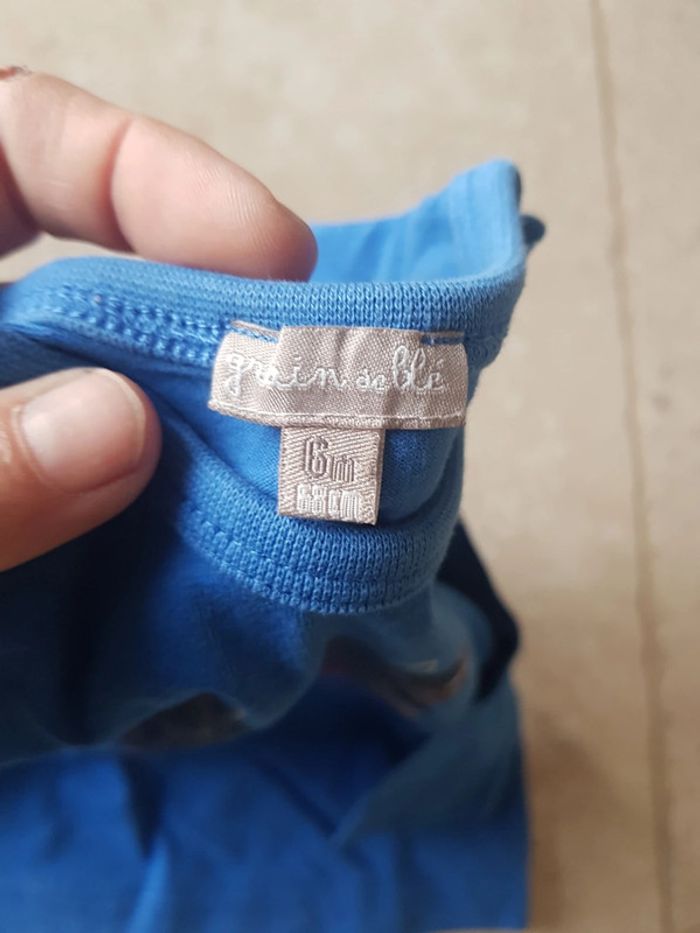 grain de blé
6m
68cm